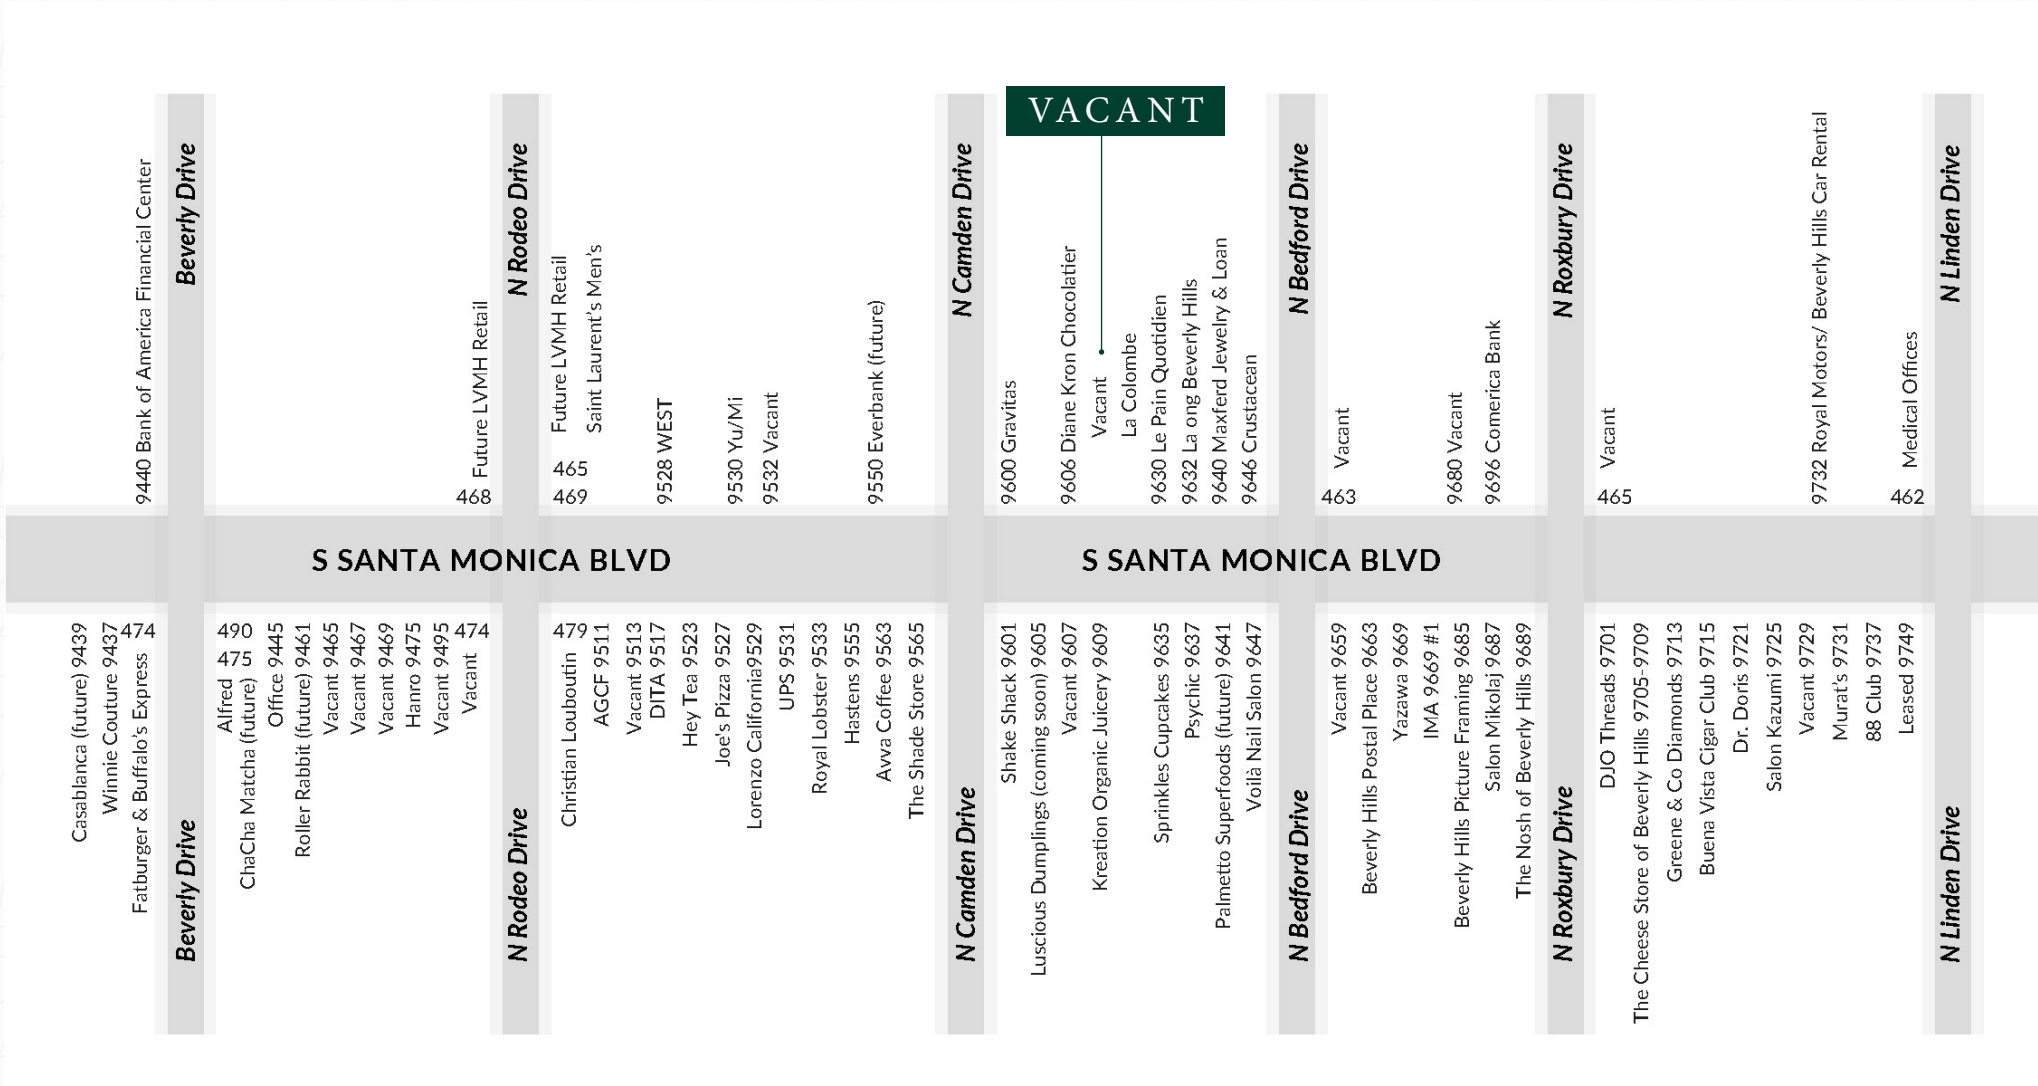 VACANT
Beverly Drive
N Rodeo Drive
N Camden Drive
N Bedford Drive
N Roxbury Drive
N Linden Drive
9440 Bank of America Financial Center
468 Future LVMH Retail
465 Future LVMH Retail
469 Saint Laurent's Men's
9528 WEST
9530 Yu/Mi
9532 Vacant
9550 Everbank (future)
9600 Gravitas
9606 Diane Kron Chocolatier
Vacant
La Colombe
9630 Le Pain Quotidien
9632 La ong Beverly Hills
9640 Maxferd Jewelry & Loan
9646 Crustacean
463 Vacant
9680 Vacant
9696 Comerica Bank
465 Vacant
9732 Royal Motors/ Beverly Hills Car Rental
462 Medical Offices
S SANTA MONICA BLVD
S SANTA MONICA BLVD
Casablanca (future) 9439
Winnie Couture 9437
Fatburger & Buffalo's Express 474
Alfred 490
475
ChaCha Matcha (future)
Office 9445
Roller Rabbit (future) 9461
Vacant 9465
Vacant 9467
Vacant 9469
Hanro 9475
Vacant 9495
Vacant 474
Christian Louboutin 479
AGCF 9511
Vacant 9513
DITA 9517
Hey Tea 9523
Joe's Pizza 9527
Lorenzo California9529
UPS 9531
Royal Lobster 9533
Hastens 9555
Avva Coffee 9563
The Shade Store 9565
Shake Shack 9601
Luscious Dumplings (coming soon) 9605
Vacant 9607
Kreation Organic Juicery 9609
Sprinkles Cupcakes 9635
Psychic 9637
Palmetto Superfoods (future) 9641
Voilà Nail Salon 9647
Vacant 9659
Beverly Hills Postal Place 9663
Yazawa 9669
IMA 9669 #1
Beverly Hills Picture Framing 9685
Salon Mikolaj 9687
The Nosh of Beverly Hills 9689
DJO Threads 9701
The Cheese Store of Beverly Hills 9705-9709
Greene & Co Diamonds 9713
Buena Vista Cigar Club 9715
Dr. Doris 9721
Salon Kazumi 9725
Vacant 9729
Murat's 9731
88 Club 9737
Leased 9749
Beverly Drive
N Rodeo Drive
N Camden Drive
N Bedford Drive
N Roxbury Drive
N Linden Drive